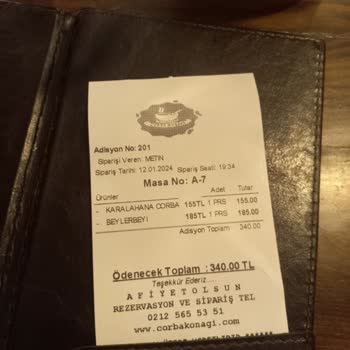 Adisyon No: 201
Siparişi Veren: METIN
Sipariş Tarihi: 12.01.2024 Sipariş Saati: 19:34
Masa No: A-7
Ürünler Adet Tutar
- KARALAHANA CORBA 155TL 1 PRS 155.00
- BEYLERBEYİ 185TL 1 PRS 185.00
Adisyon Toplam 340.00
Ödenecek Toplam : 340.00 TL
Teşekkür Ederiz....
A F İ Y E T O L S U N
REZERVASYON VE SİPARİŞ TEL
0212 565 53 51
www.corbakonagi.com